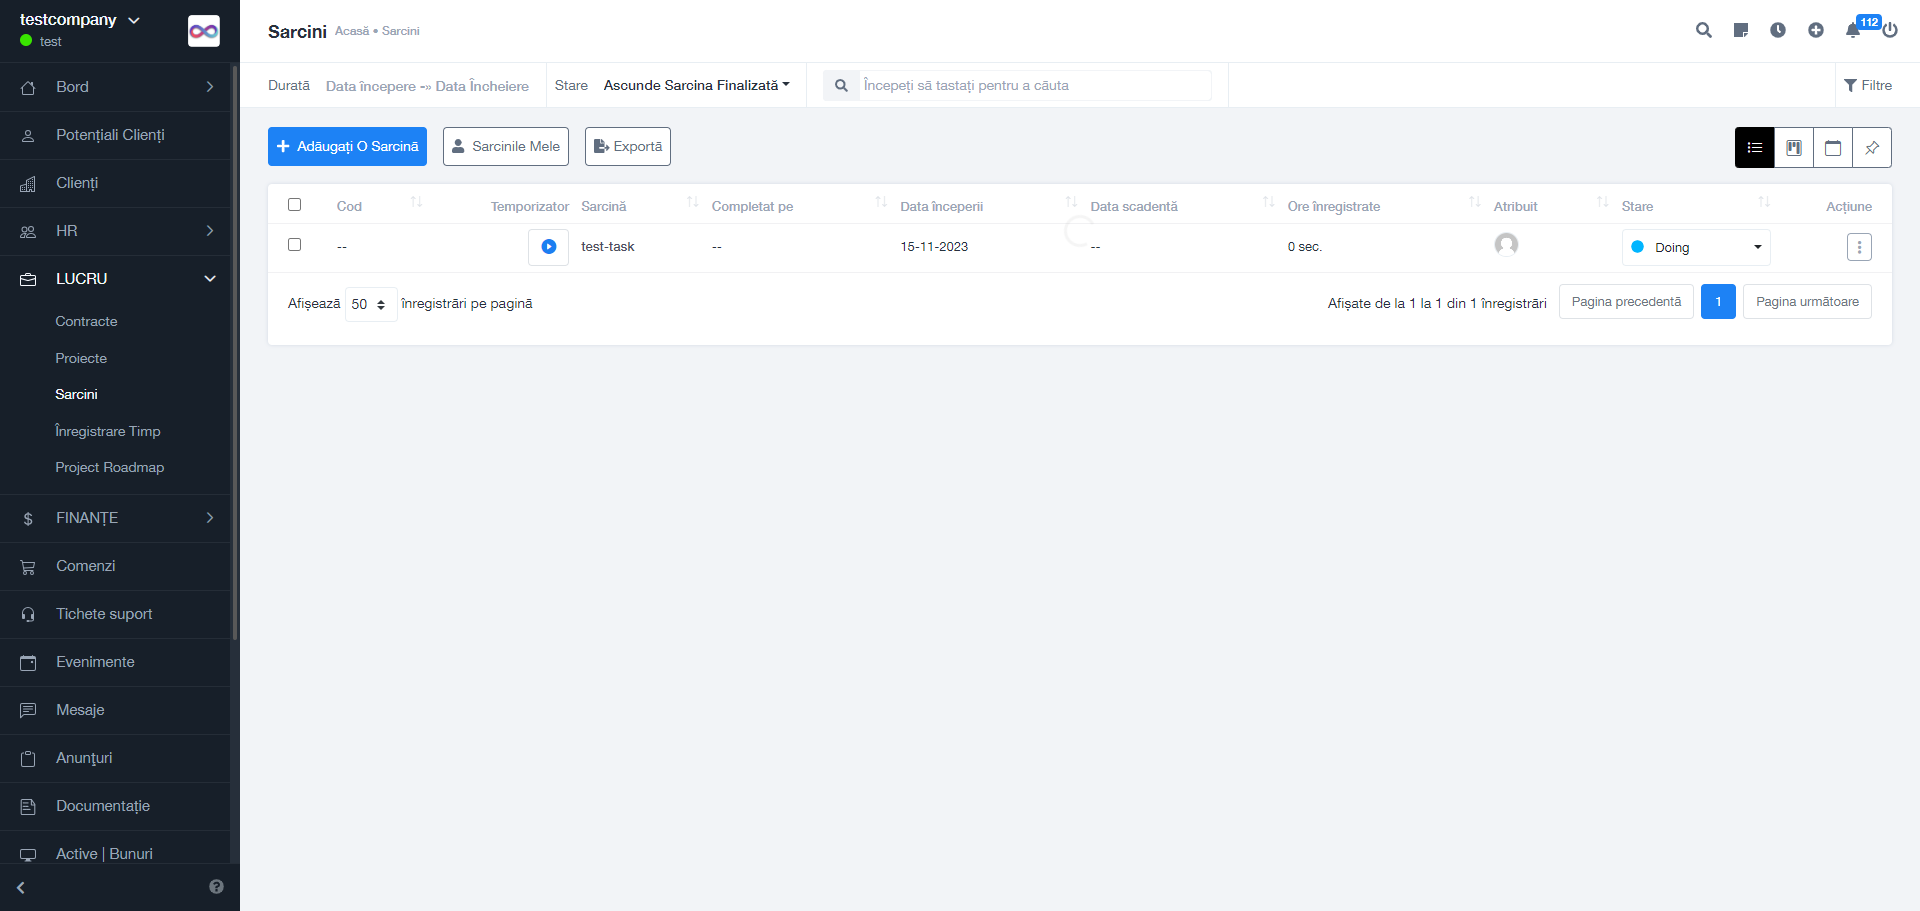 testcompany
test
Bord
Potențiali Clienți
Clienți
HR
LUCRU
Contracte
Proiecte
Sarcini
Înregistrare Timp
Project Roadmap
FINANȚE
Comenzi
Tichete suport
Evenimente
Mesaje
Anunţuri
Documentație
Active | Bunuri
Sarcini Acasă • Sarcini
112
Durată Data începere -» Data Încheiere Stare Ascunde Sarcina Finalizată Începeți să tastați pentru a căuta Filtre
Adăugați O Sarcină Sarcinile Mele Exportă
Cod Temporizator Sarcină Completat pe Data începerii Data scadentă Ore înregistrate Atribuit Stare Acțiune
-- test-task -- 15-11-2023 -- 0 sec. Doing
Afișează 50 înregistrări pe pagină Afișate de la 1 la 1 din 1 înregistrări Pagina precedentă 1 Pagina următoare